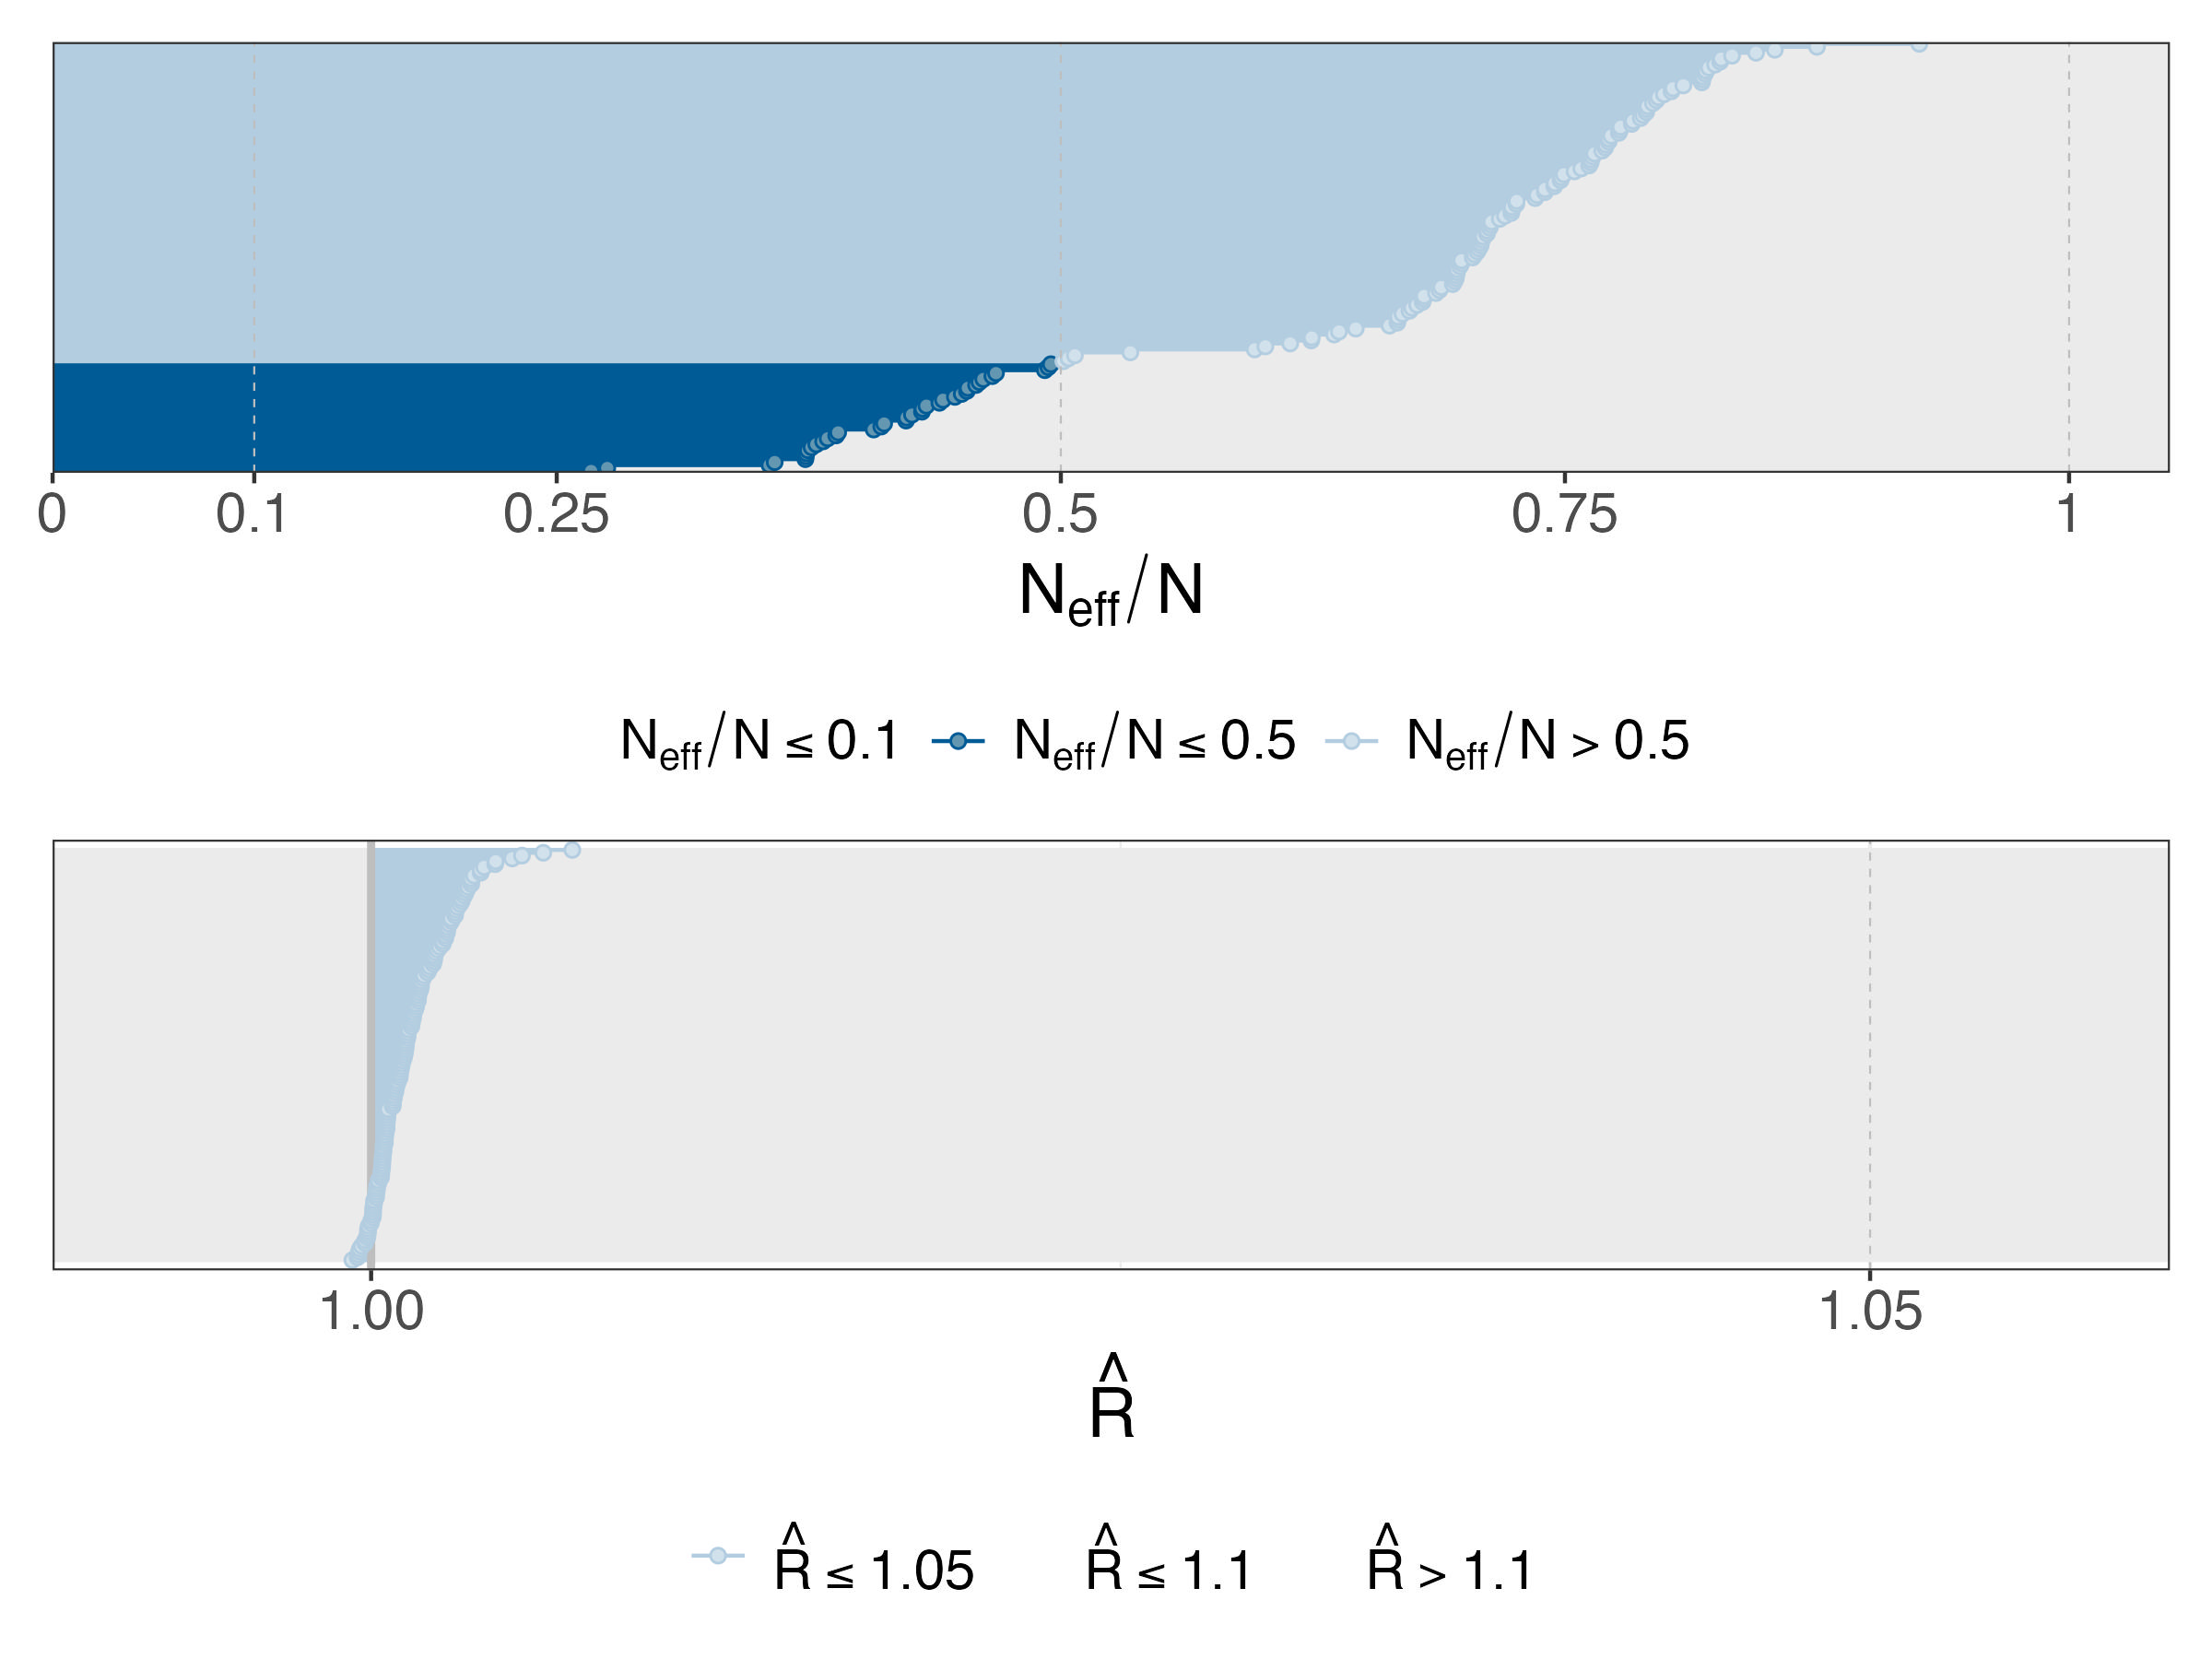 0 0.1 0.25 0.5 0.75 1
Neff/N
Neff/N ≤ 0.1 Neff/N ≤ 0.5 Neff/N > 0.5
1.00 1.05
R̂
R̂ ≤ 1.05 R̂ ≤ 1.1 R̂ > 1.1